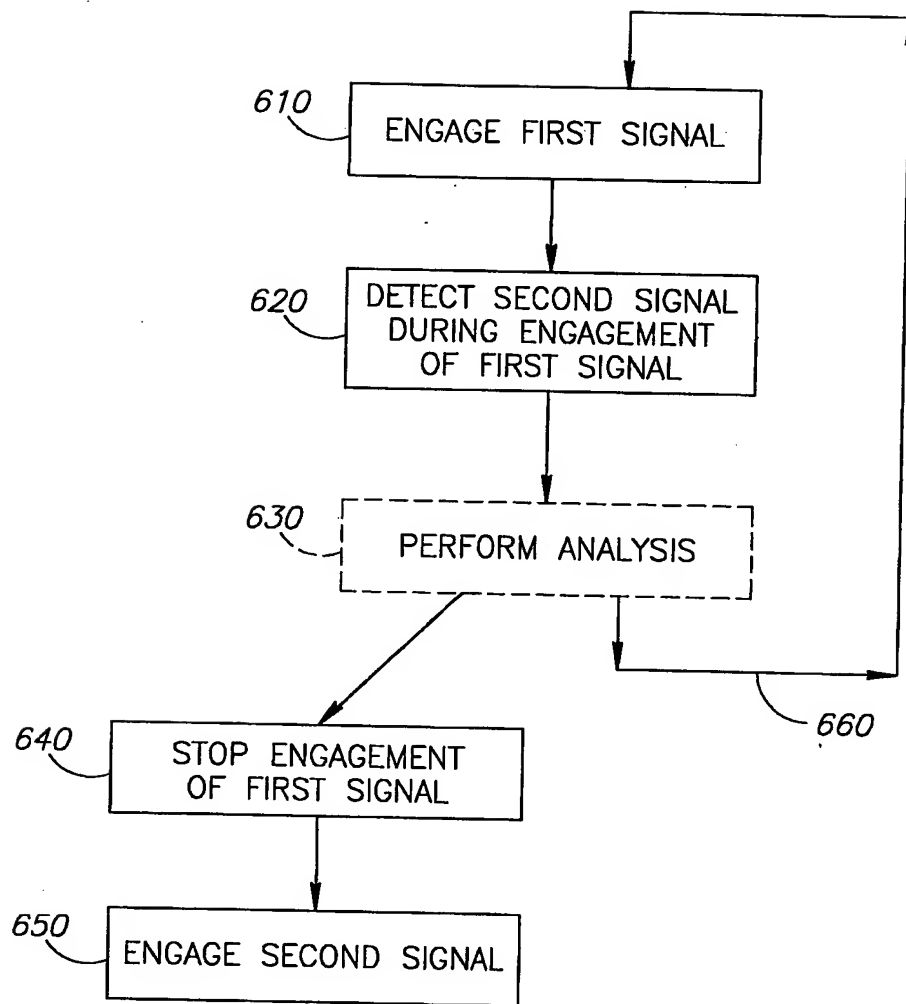 610
ENGAGE FIRST SIGNAL
620
DETECT SECOND SIGNAL
DURING ENGAGEMENT
OF FIRST SIGNAL
630
PERFORM ANALYSIS
660
640
STOP ENGAGEMENT
OF FIRST SIGNAL
650
ENGAGE SECOND SIGNAL